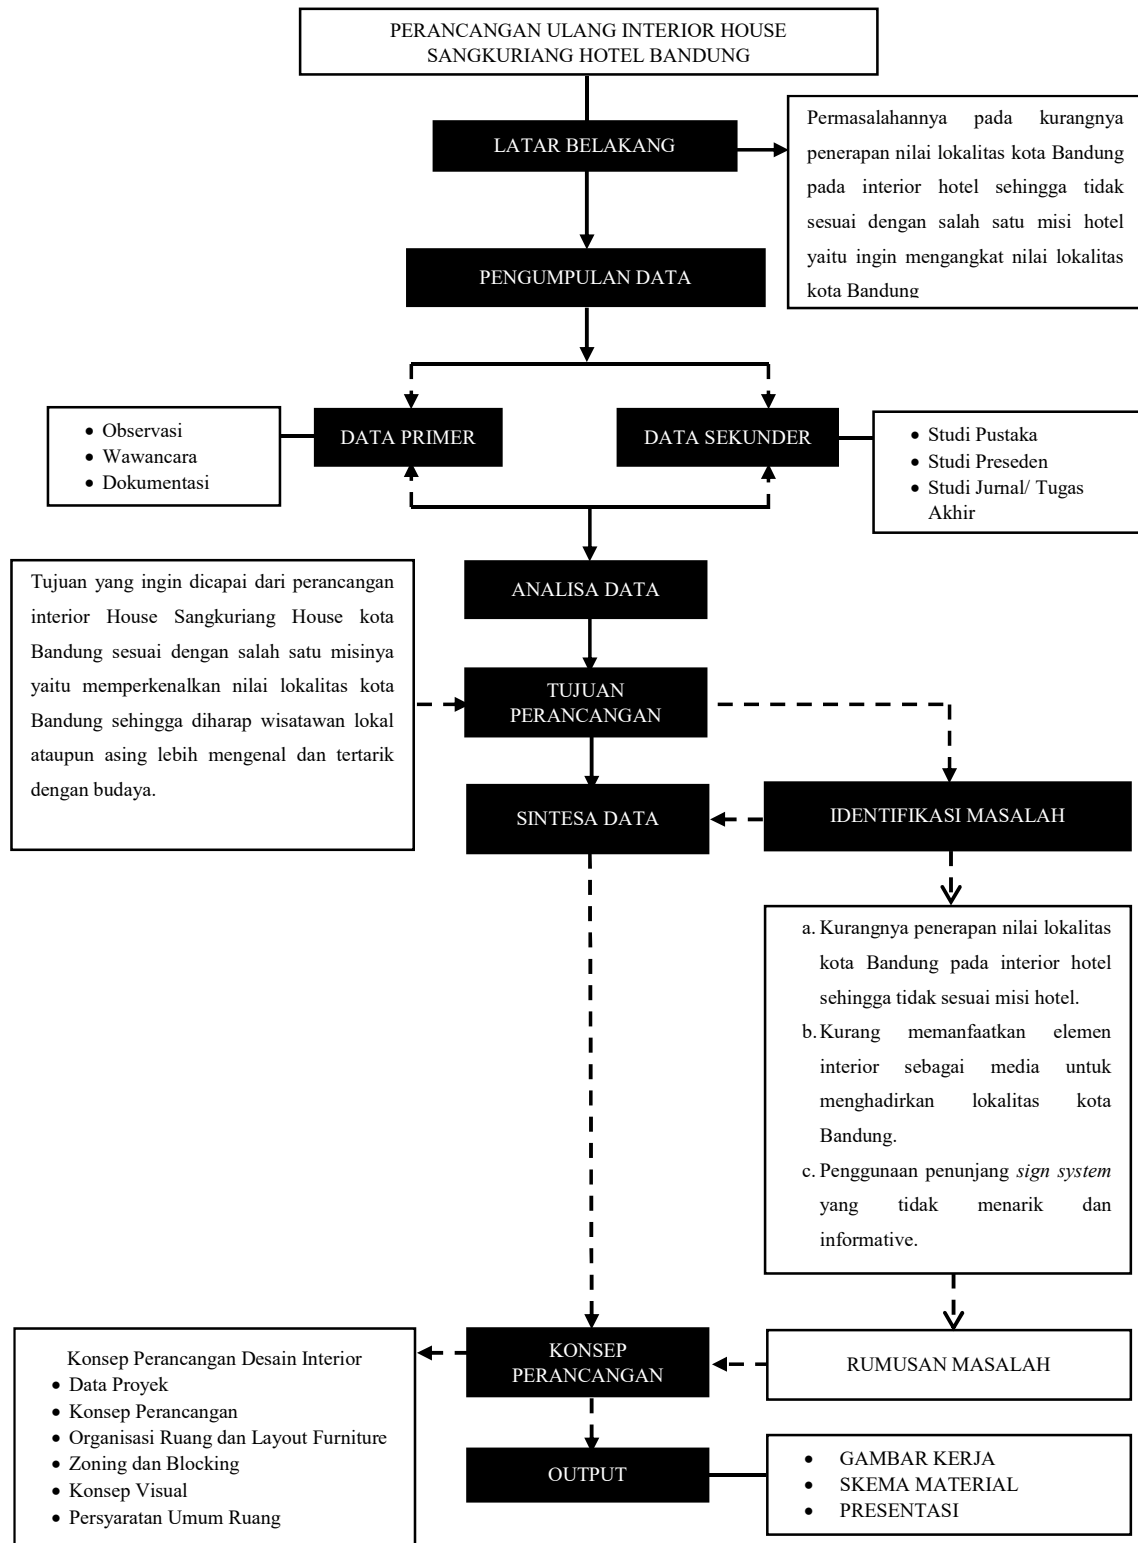 PERANCANGAN ULANG INTERIOR HOUSE
SANGKURIANG HOTEL BANDUNG
LATAR BELAKANG
Permasalahannya pada kurangnya
penerapan nilai lokalitas kota Bandung
pada interior hotel sehingga tidak
sesuai dengan salah satu misi hotel
yaitu ingin mengangkat nilai lokalitas
kota Bandung
PENGUMPULAN DATA
• Observasi
• Wawancara
• Dokumentasi
DATA PRIMER
DATA SEKUNDER
• Studi Pustaka
• Studi Preseden
• Studi Jurnal/ Tugas
Akhir
ANALISA DATA
Tujuan yang ingin dicapai dari perancangan
interior House Sangkuriang House kota
Bandung sesuai dengan salah satu misinya
yaitu memperkenalkan nilai lokalitas kota
Bandung sehingga diharap wisatawan lokal
ataupun asing lebih mengenal dan tertarik
dengan budaya.
TUJUAN
PERANCANGAN
SINTESA DATA
IDENTIFIKASI MASALAH
a. Kurangnya penerapan nilai lokalitas
kota Bandung pada interior hotel
sehingga tidak sesuai misi hotel.
b. Kurang memanfaatkan elemen
interior sebagai media untuk
menghadirkan lokalitas kota
Bandung.
c. Penggunaan penunjang sign system
yang tidak menarik dan
informative.
Konsep Perancangan Desain Interior
• Data Proyek
• Konsep Perancangan
• Organisasi Ruang dan Layout Furniture
• Zoning dan Blocking
• Konsep Visual
• Persyaratan Umum Ruang
KONSEP
PERANCANGAN
RUMUSAN MASALAH
OUTPUT
• GAMBAR KERJA
• SKEMA MATERIAL
• PRESENTASI